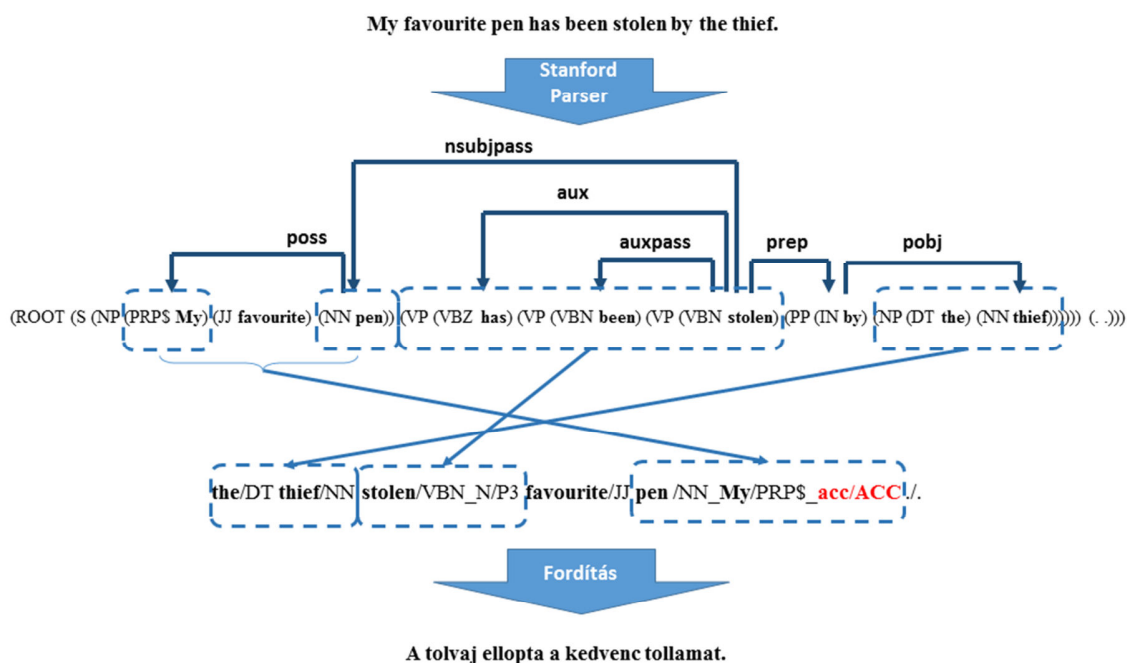 My favourite pen has been stolen by the thief.
Stanford
Parser
nsubjpass
aux
poss
auxpass
prep
pobj
(ROOT (S (NP (PRP$ My) (JJ favourite) (NN pen)) (VP (VBZ has) (VP (VBN been) (VP (VBN stolen) (PP (IN by) (NP (DT the) (NN thief)))))) (. .)))
the/DT thief/NN stolen/VBN_N/P3 favourite/JJ pen /NN_My/PRP$_acc/ACC ./.
Fordítás
A tolvaj ellopta a kedvenc tollamat.